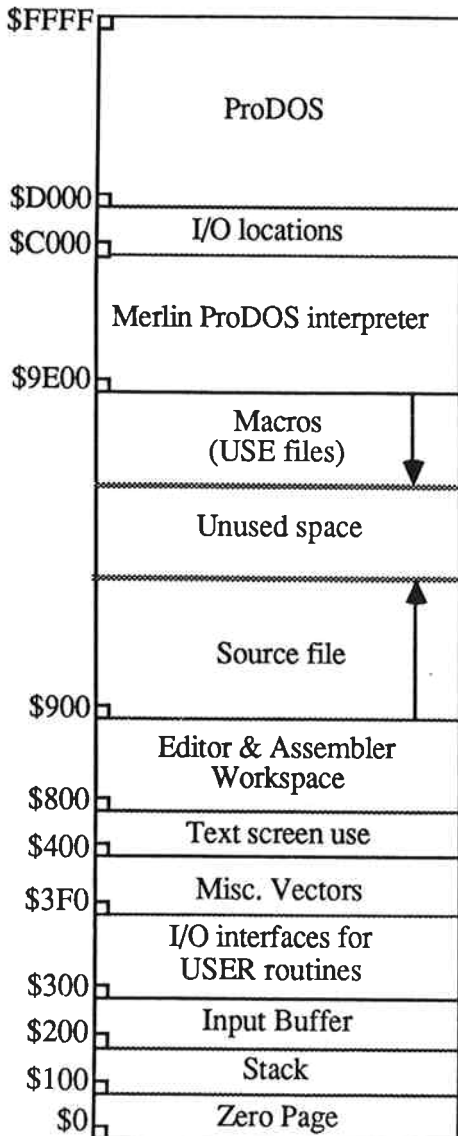 $FFFF
ProDOS
$D000
I/O locations
$C000
Merlin ProDOS interpreter
$9E00
Macros
(USE files)
Unused space
Source file
$900
Editor & Assembler
Workspace
$800
Text screen use
$400
Misc. Vectors
$3F0
I/O interfaces for
USER routines
$300
Input Buffer
$200
Stack
$100
Zero Page
$0